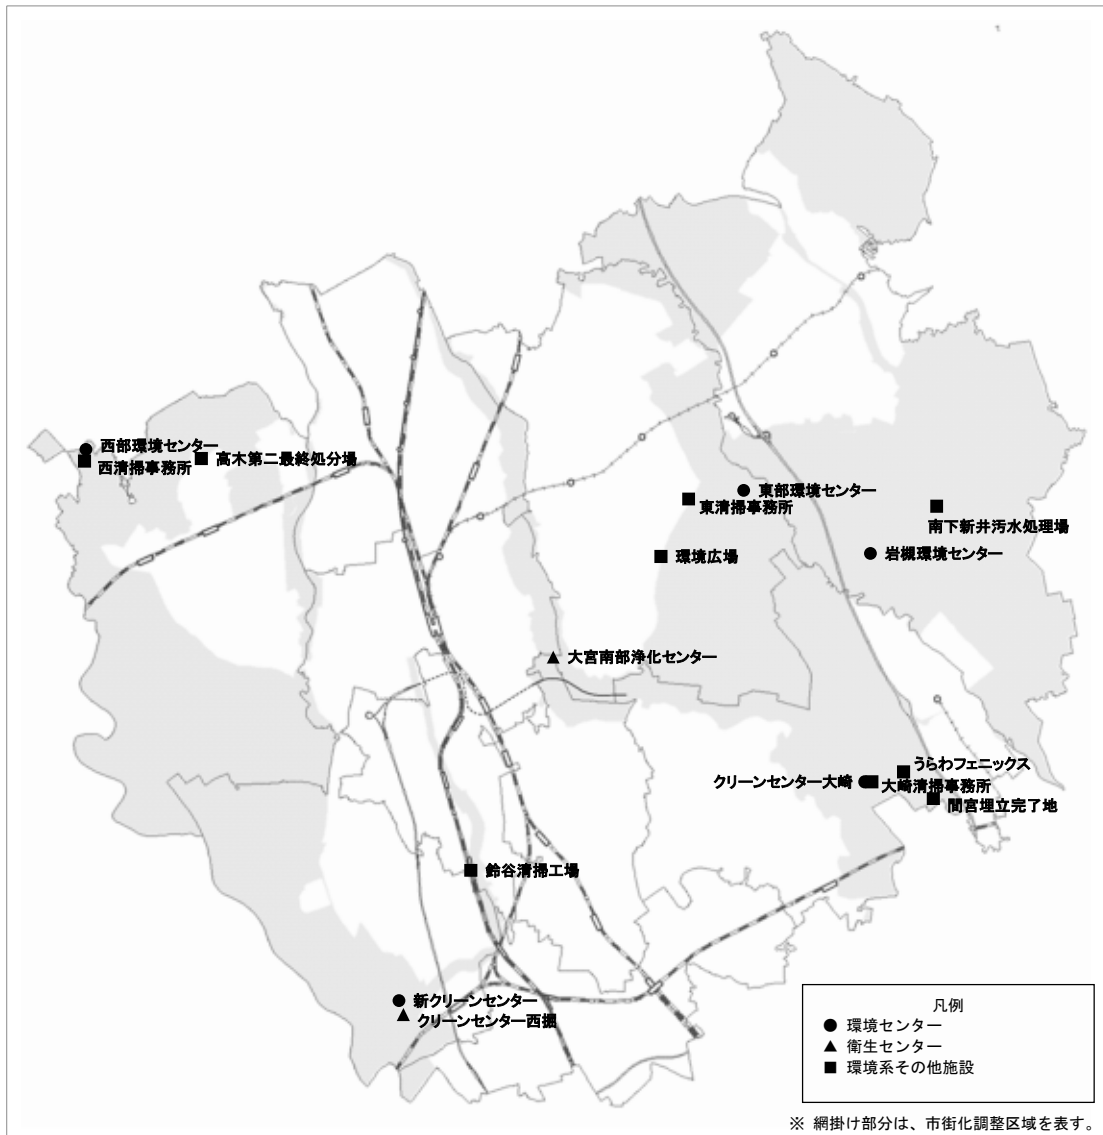 西部環境センター
西清掃事務所
高木第二最終処分場
東部環境センター
東清掃事務所
南下新井汚水処理場
環境広場
岩槻環境センター
大宮南部浄化センター
うらわフェニックス
クリーンセンター大崎
大崎清掃事務所
間宮埋立完了地
鈴谷清掃工場
新クリーンセンター
クリーンセンター西堀
凡例
● 環境センター
▲ 衛生センター
■ 環境系その他施設
※ 網掛け部分は、市街化調整区域を表す。